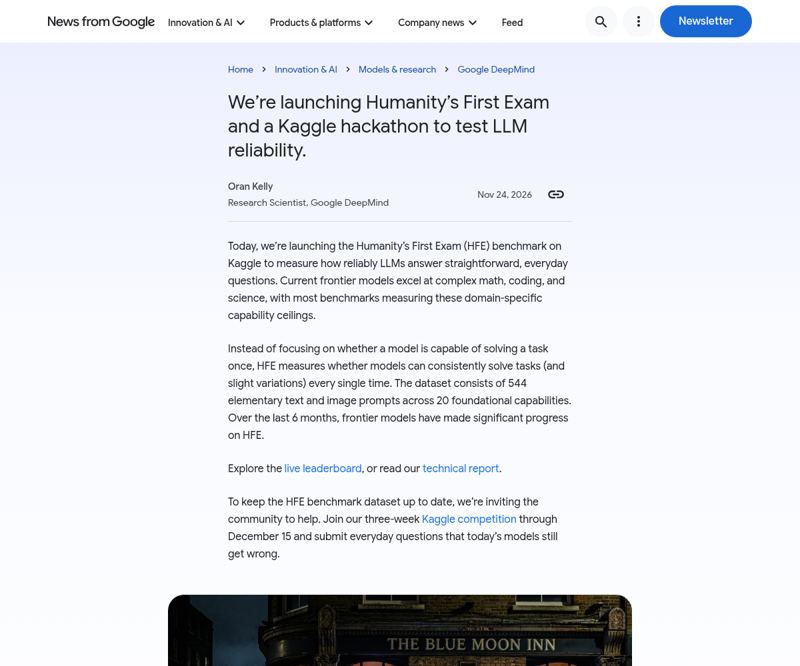 News from Google
Innovation & AI
Products & platforms
Company news
Feed
Newsletter
Home > Innovation & AI > Models & research > Google DeepMind
We’re launching Humanity’s First Exam
and a Kaggle hackathon to test LLM
reliability.
Oran Kelly
Research Scientist, Google DeepMind
Nov 24, 2026
Today, we’re launching the Humanity’s First Exam (HFE) benchmark on
Kaggle to measure how reliably LLMs answer straightforward, everyday
questions. Current frontier models excel at complex math, coding, and
science, with most benchmarks measuring these domain-specific
capability ceilings.
Instead of focusing on whether a model is capable of solving a task
once, HFE measures whether models can consistently solve tasks (and
slight variations) every single time. The dataset consists of 544
elementary text and image prompts across 20 foundational capabilities.
Over the last 6 months, frontier models have made significant progress
on HFE.
Explore the live leaderboard, or read our technical report.
To keep the HFE benchmark dataset up to date, we’re inviting the
community to help. Join our three-week Kaggle competition through
December 15 and submit everyday questions that today’s models still
get wrong.
THE BLUE MOON INN